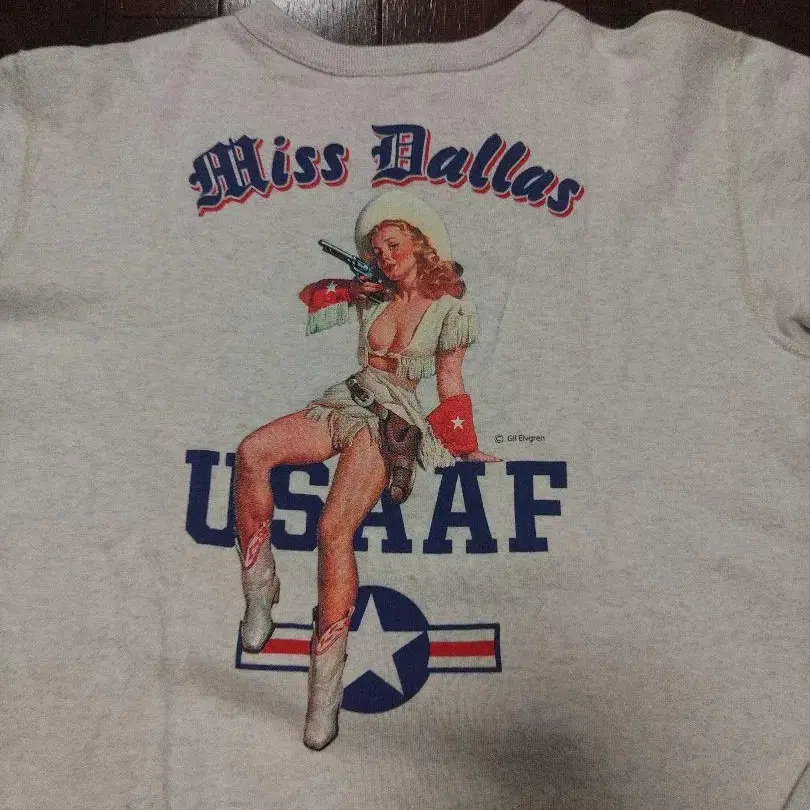 Miss Dallas
© Gil Elvgren
USAAF